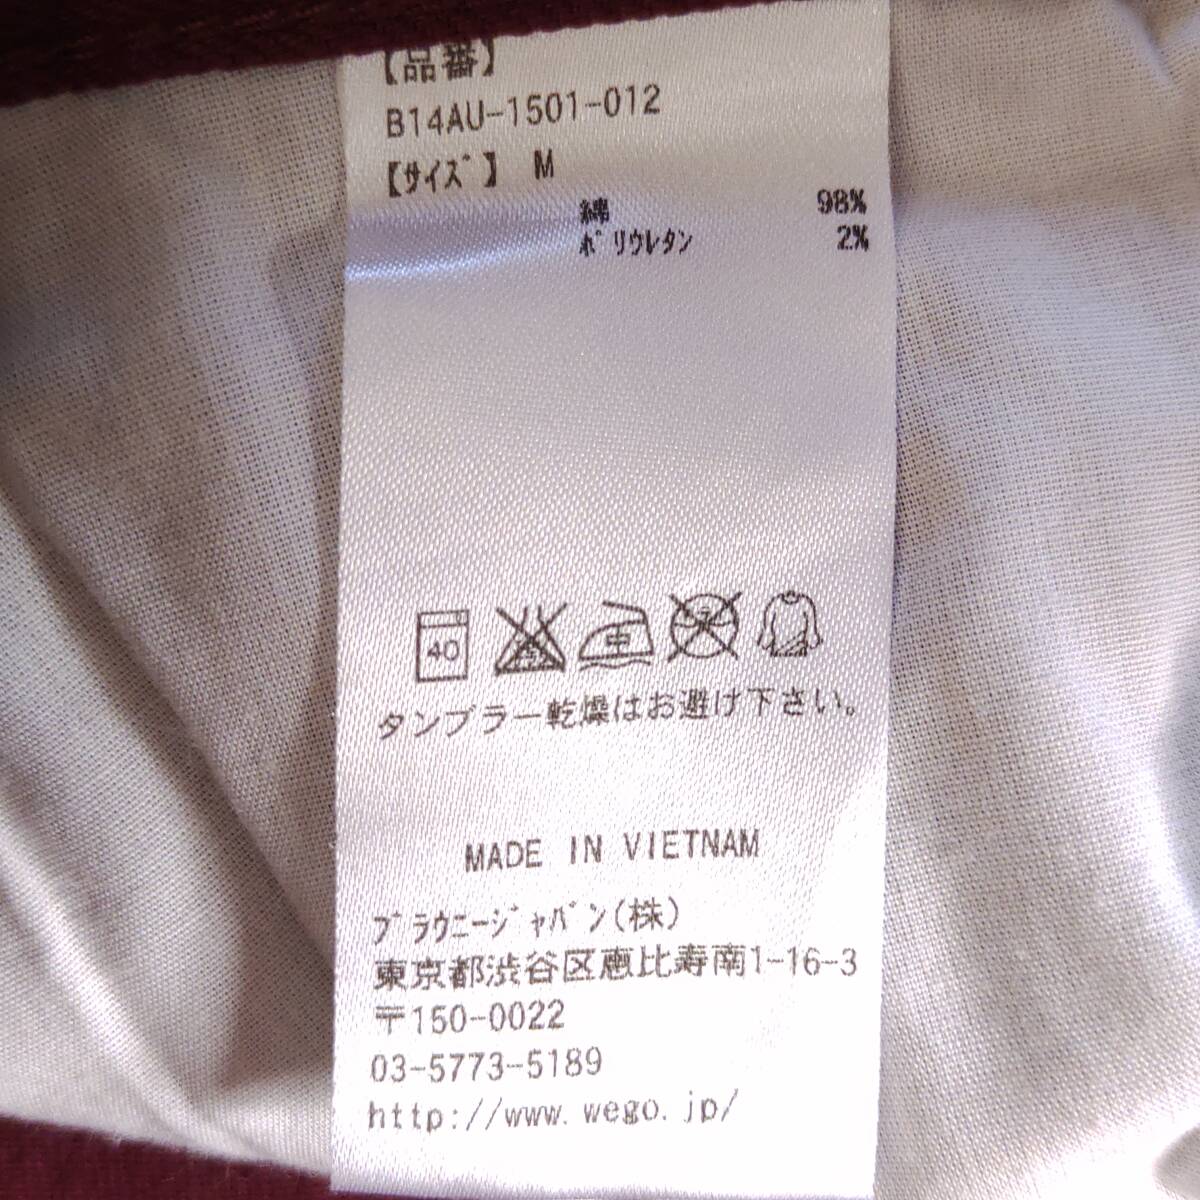 【品番】
B14AU-1501-012
【サイズ】 M
綿 98%
ポリウレタン 2%
40 中
タンブラー乾燥はお避け下さい。
MADE IN VIETNAM
ブラウニージャパン(株)
東京都渋谷区恵比寿南1-16-3
〒150-0022
03-5773-5189
http://www.wego.jp/